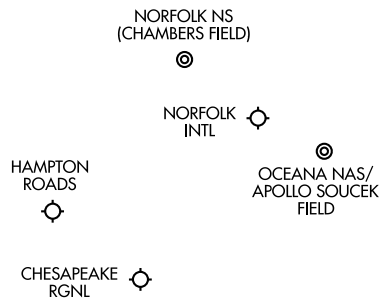 NORFOLK NS
(CHAMBERS FIELD)
NORFOLK
INTL
OCEANA NAS/
APOLLO SOUCEK
FIELD
HAMPTON
ROADS
CHESAPEAKE
RGNL